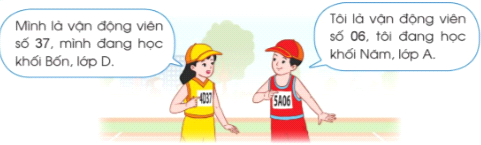 Mình là vận động viên
số 37, mình đang học
khối Bốn, lớp D.
Tôi là vận động viên
số 06, tôi đang học
khối Năm, lớp A.
4D37
5A06